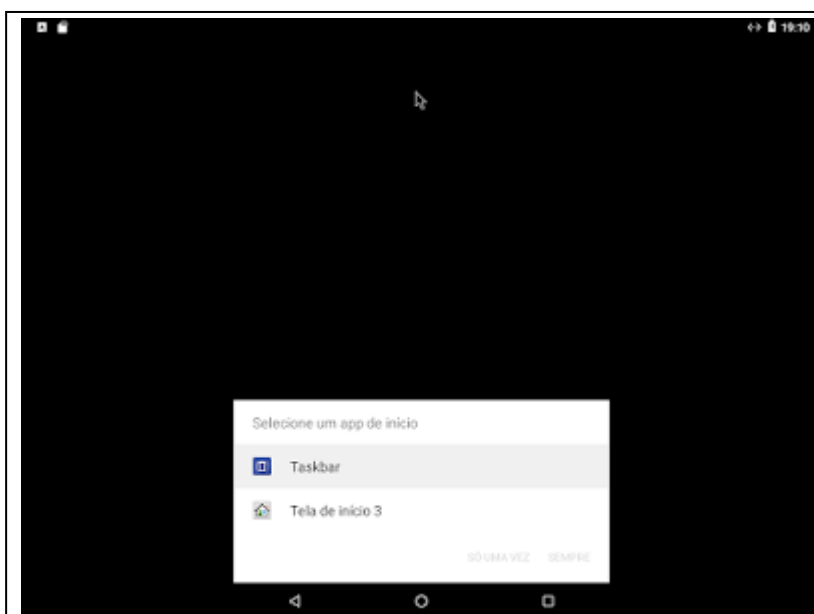 19:10
Selecione um app de início
Taskbar
Tela de início 3
SÓ UMA VEZ SEMPRE